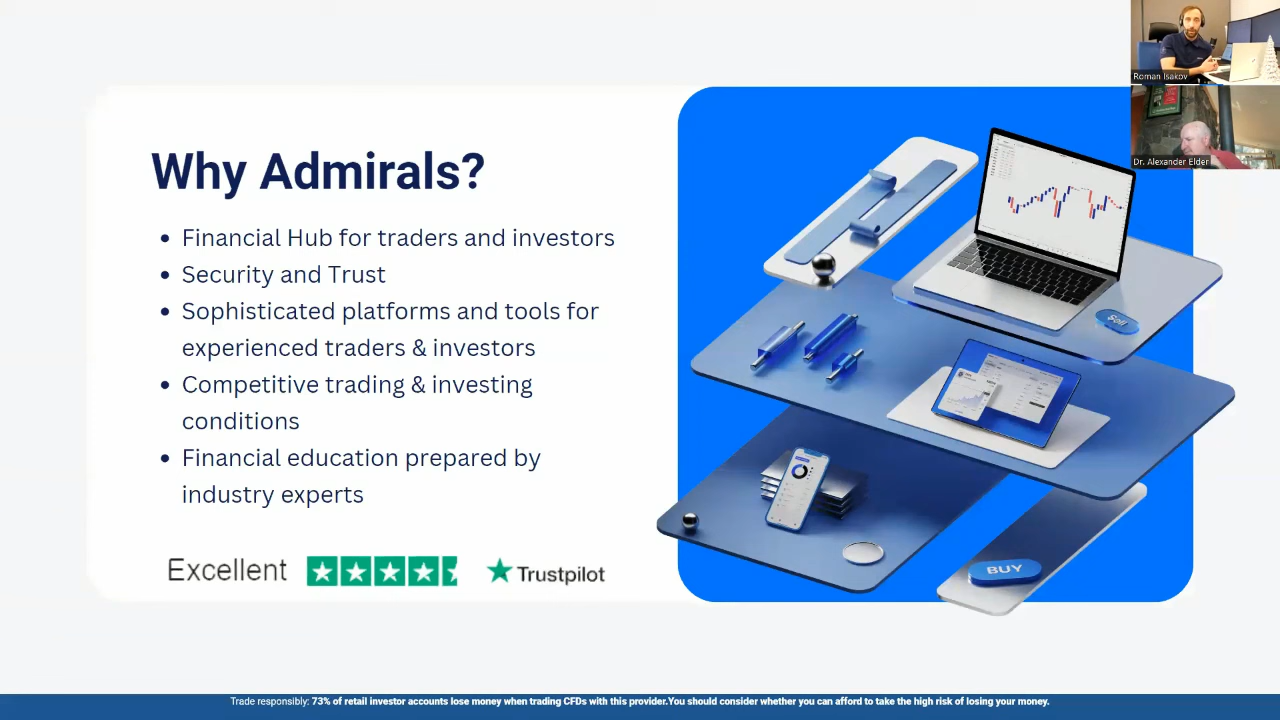 Why Admirals?
Financial Hub for traders and investors
Security and Trust
Sophisticated platforms and tools for
experienced traders & investors
Competitive trading & investing
conditions
Financial education prepared by
industry experts
Excellent
Trustpilot
Sell
BUY
Roman Isakov
Dr. Alexander Elder
Trade responsibly: 73% of retail investor accounts lose money when trading CFDs with this provider.You should consider whether you can afford to take the high risk of losing your money.